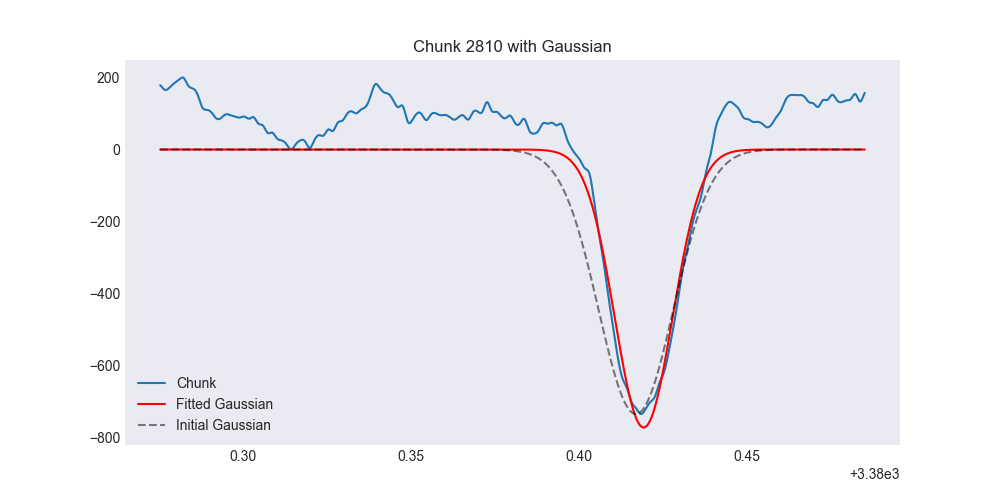 Chunk 2810 with Gaussian
200
0
−200
−400
−600
−800
Chunk
Fitted Gaussian
Initial Gaussian
0.30 0.35 0.40 0.45
+3.38e3